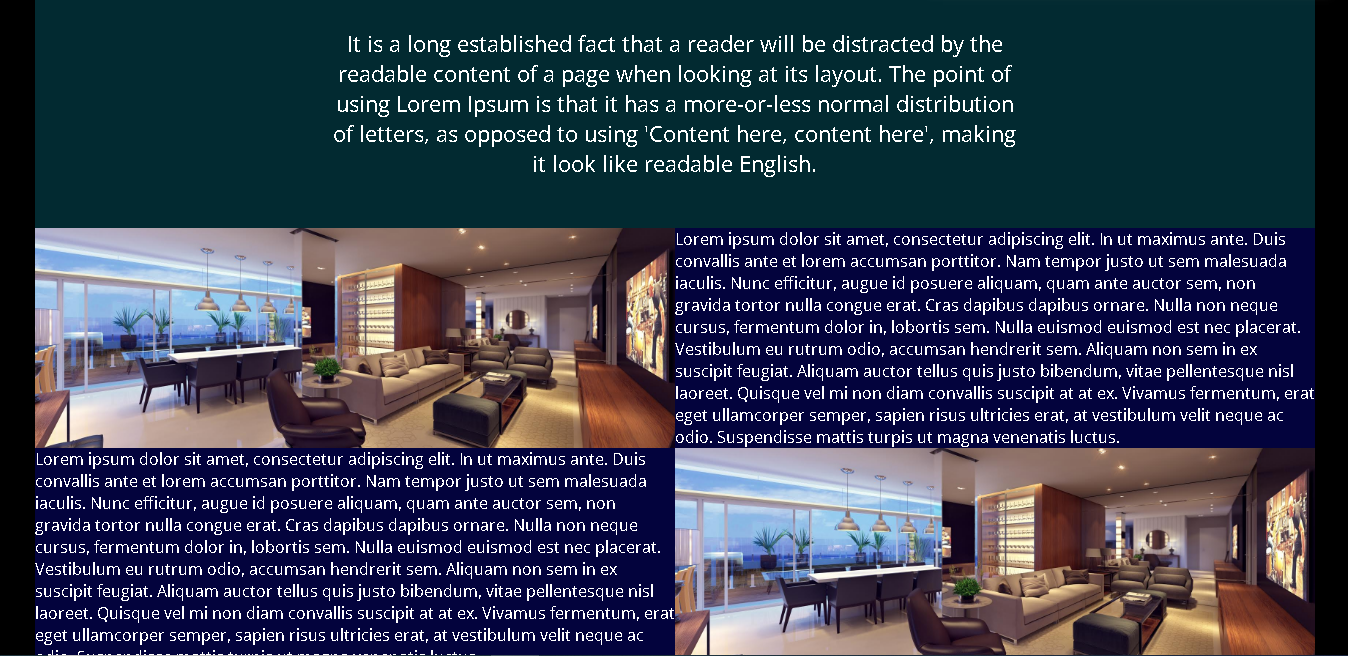 It is a long established fact that a reader will be distracted by the
readable content of a page when looking at its layout. The point of
using Lorem Ipsum is that it has a more-or-less normal distribution
of letters, as opposed to using 'Content here, content here', making
it look like readable English.
Lorem ipsum dolor sit amet, consectetur adipiscing elit. In ut maximus ante. Duis
convallis ante et lorem accumsan porttitor. Nam tempor justo ut sem malesuada
iaculis. Nunc efficitur, augue id posuere aliquam, quam ante auctor sem, non
gravida tortor nulla congue erat. Cras dapibus dapibus ornare. Nulla non neque
cursus, fermentum dolor in, lobortis sem. Nulla euismod euismod est nec placerat.
Vestibulum eu rutrum odio, accumsan hendrerit sem. Aliquam non sem in ex
suscipit feugiat. Aliquam auctor tellus quis justo bibendum, vitae pellentesque nisl
laoreet. Quisque vel mi non diam convallis suscipit at at ex. Vivamus fermentum, erat
eget ullamcorper semper, sapien risus ultricies erat, at vestibulum velit neque ac
odio. Suspendisse mattis turpis ut magna venenatis luctus.
Lorem ipsum dolor sit amet, consectetur adipiscing elit. In ut maximus ante. Duis
convallis ante et lorem accumsan porttitor. Nam tempor justo ut sem malesuada
iaculis. Nunc efficitur, augue id posuere aliquam, quam ante auctor sem, non
gravida tortor nulla congue erat. Cras dapibus dapibus ornare. Nulla non neque
cursus, fermentum dolor in, lobortis sem. Nulla euismod euismod est nec placerat.
Vestibulum eu rutrum odio, accumsan hendrerit sem. Aliquam non sem in ex
suscipit feugiat. Aliquam auctor tellus quis justo bibendum, vitae pellentesque nisl
laoreet. Quisque vel mi non diam convallis suscipit at at ex. Vivamus fermentum, erat
eget ullamcorper semper, sapien risus ultricies erat, at vestibulum velit neque ac